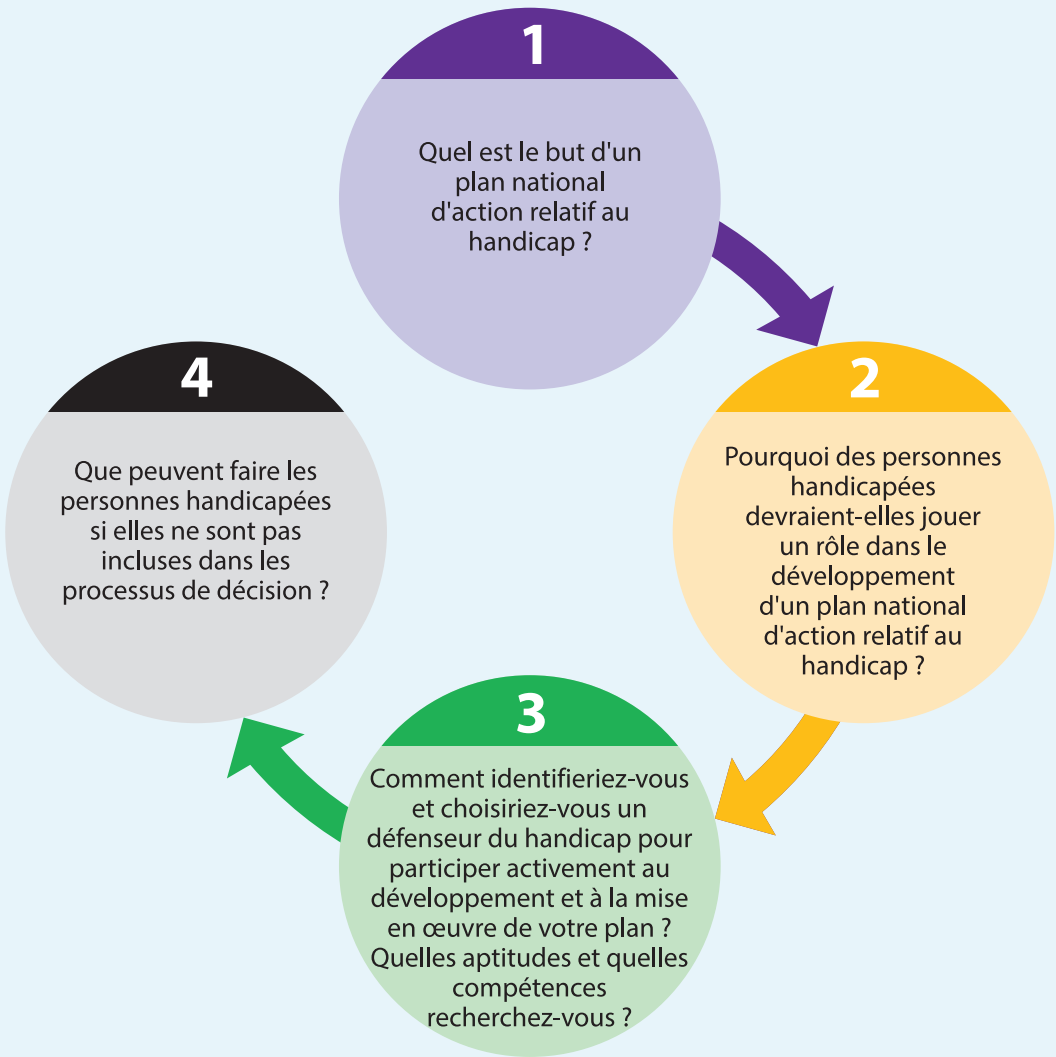 1
Quel est le but d'un
plan national
d'action relatif au
handicap ?
2
Pourquoi des personnes
handicapées
devraient-elles jouer
un rôle dans le
développement
d'un plan national
d'action relatif au
handicap ?
3
Comment identifieriez-vous
et choisiriez-vous un
défenseur du handicap pour
participer activement au
développement et à la mise
en œuvre de votre plan ?
Quelles aptitudes et quelles
compétences
recherchez-vous ?
4
Que peuvent faire les
personnes handicapées
si elles ne sont pas
incluses dans les
processus de décision ?